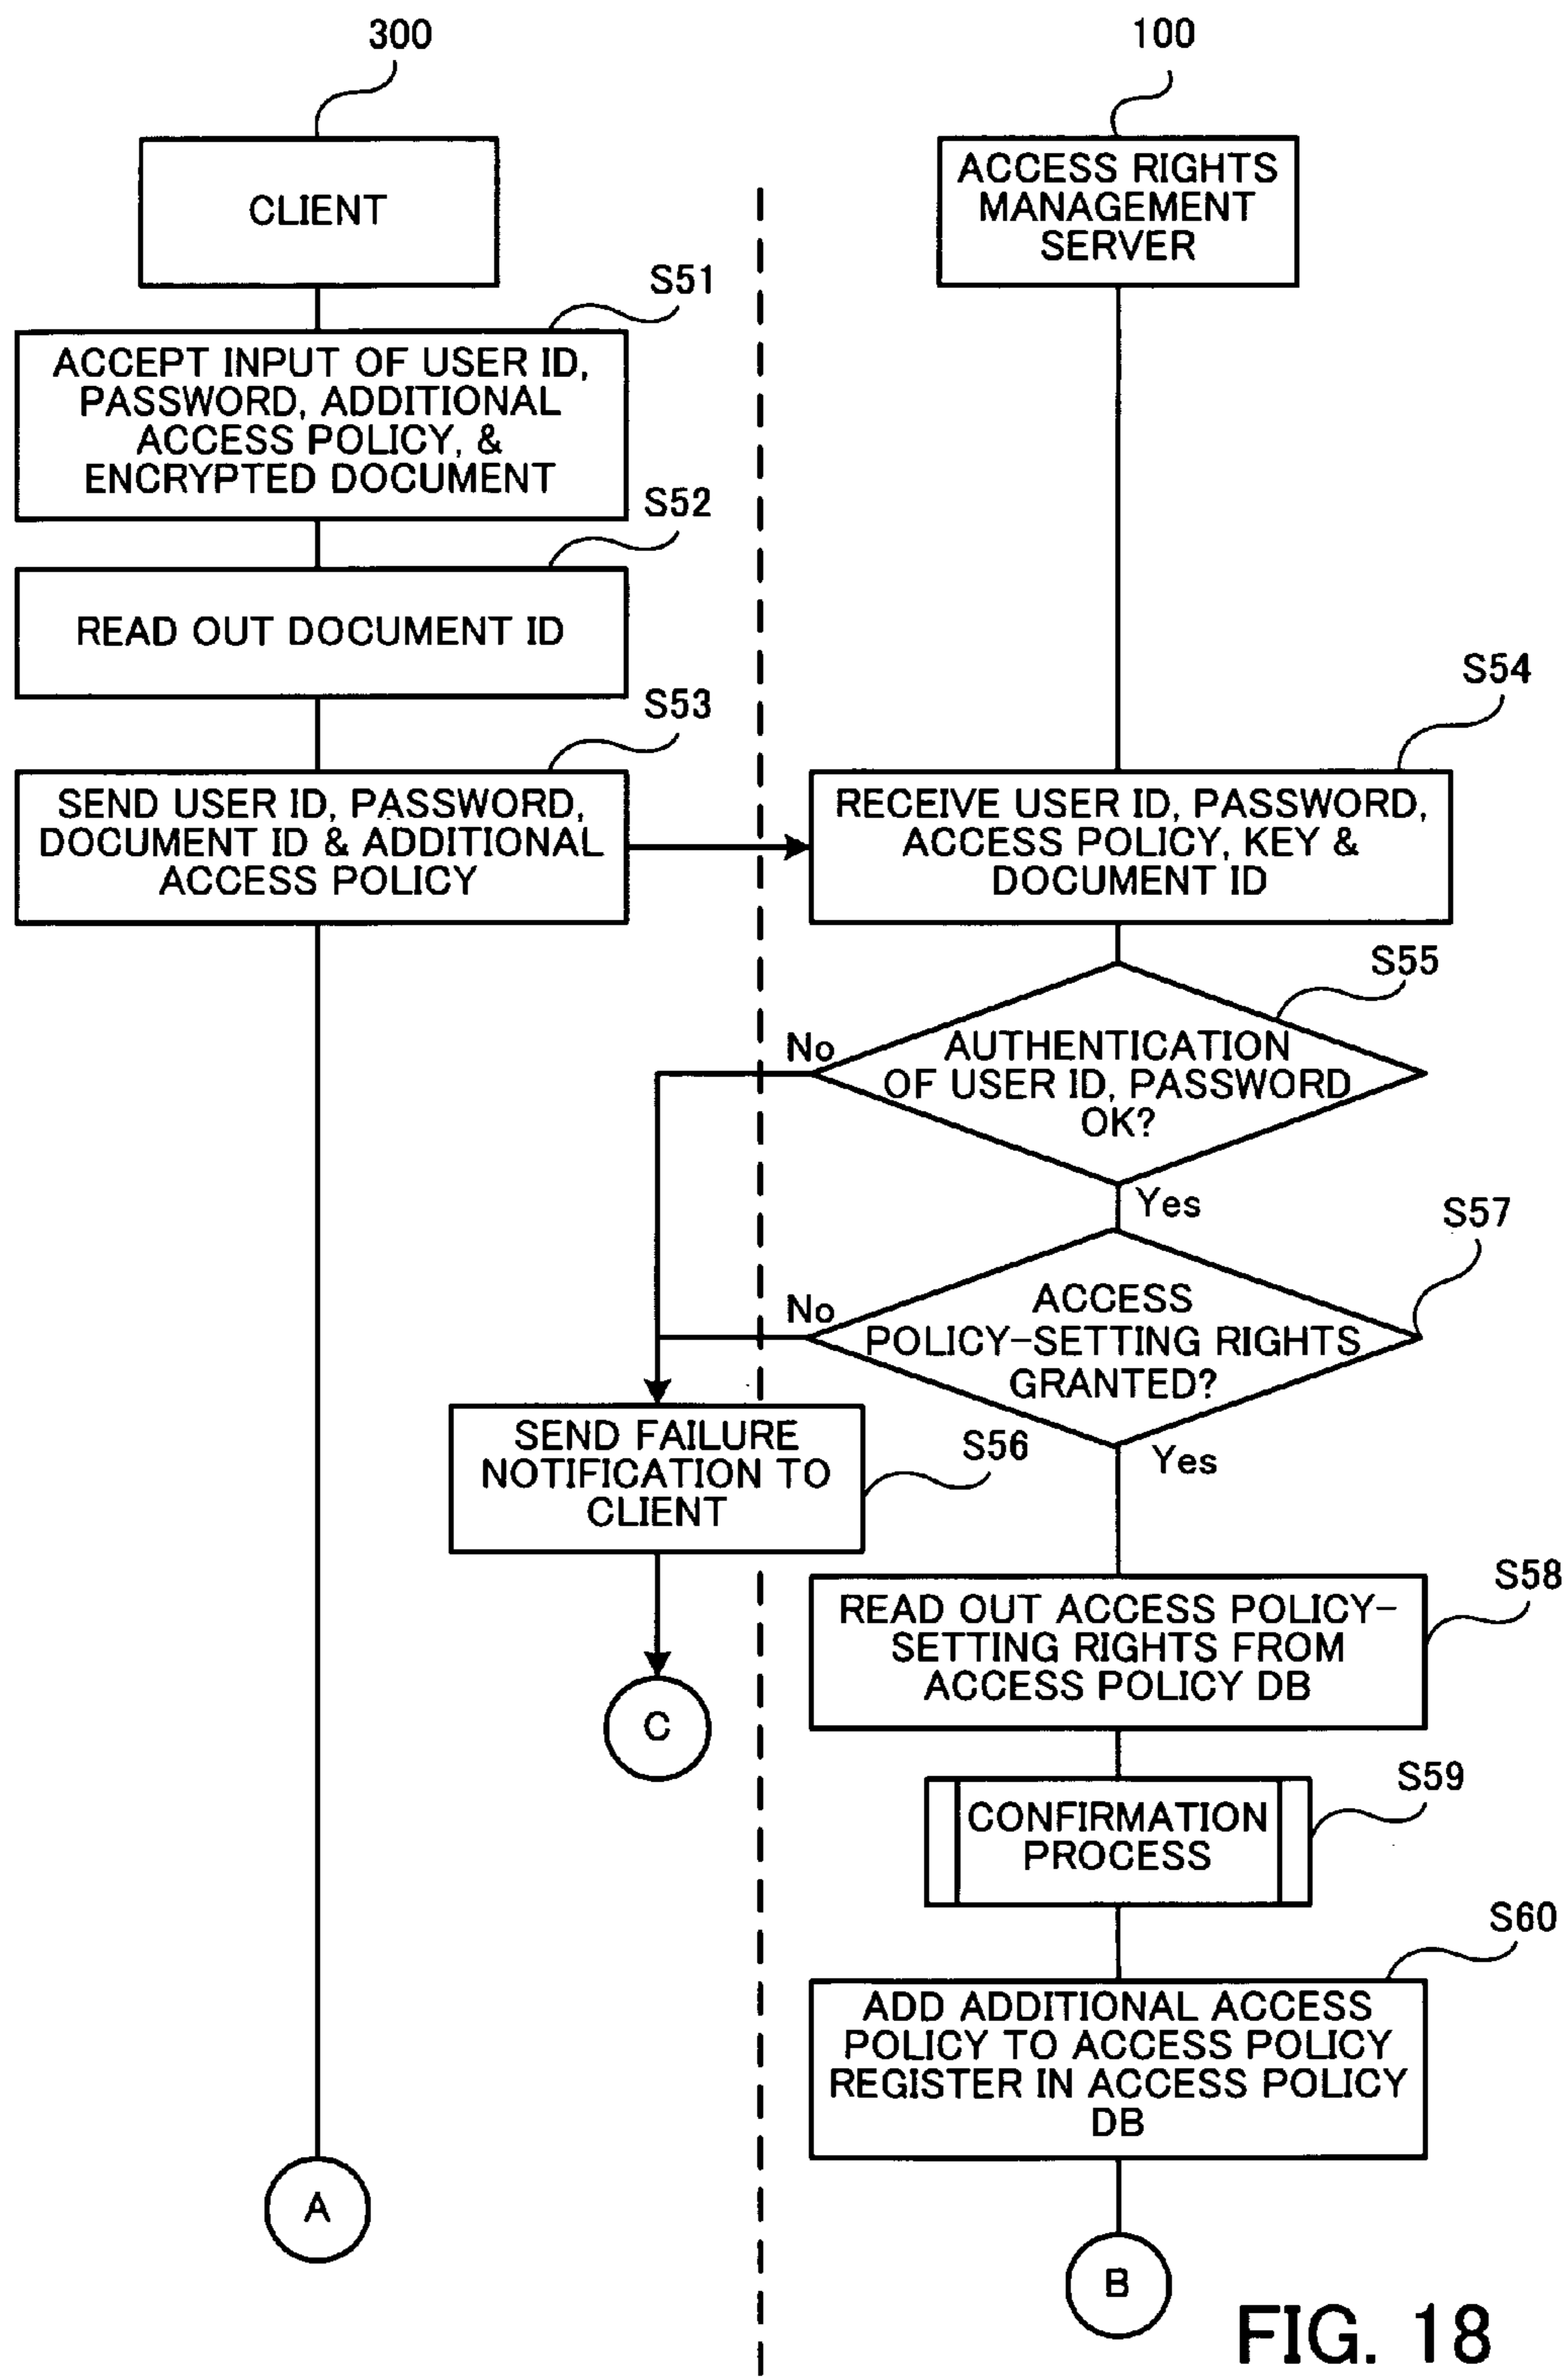 300
100
CLIENT
ACCESS RIGHTS
MANAGEMENT
SERVER
S51
ACCEPT INPUT OF USER ID,
PASSWORD, ADDITIONAL
ACCESS POLICY, &
ENCRYPTED DOCUMENT
S52
READ OUT DOCUMENT ID
S53
SEND USER ID, PASSWORD,
DOCUMENT ID & ADDITIONAL
ACCESS POLICY
S54
RECEIVE USER ID, PASSWORD,
ACCESS POLICY, KEY &
DOCUMENT ID
S55
No
AUTHENTICATION
OF USER ID, PASSWORD
OK?
Yes
S57
No
ACCESS
POLICY-SETTING RIGHTS
GRANTED?
Yes
SEND FAILURE
NOTIFICATION TO
CLIENT
S56
C
S58
READ OUT ACCESS POLICY-
SETTING RIGHTS FROM
ACCESS POLICY DB
S59
CONFIRMATION
PROCESS
S60
ADD ADDITIONAL ACCESS
POLICY TO ACCESS POLICY
REGISTER IN ACCESS POLICY
DB
A
B
FIG. 18